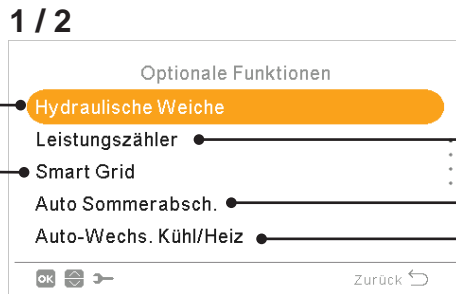 1 / 2
Optionale Funktionen
Hydraulische Weiche
Leistungszähler
Smart Grid
Auto Sommerabsch.
Auto-Wechs. Kühl/Heiz
OK Zurück